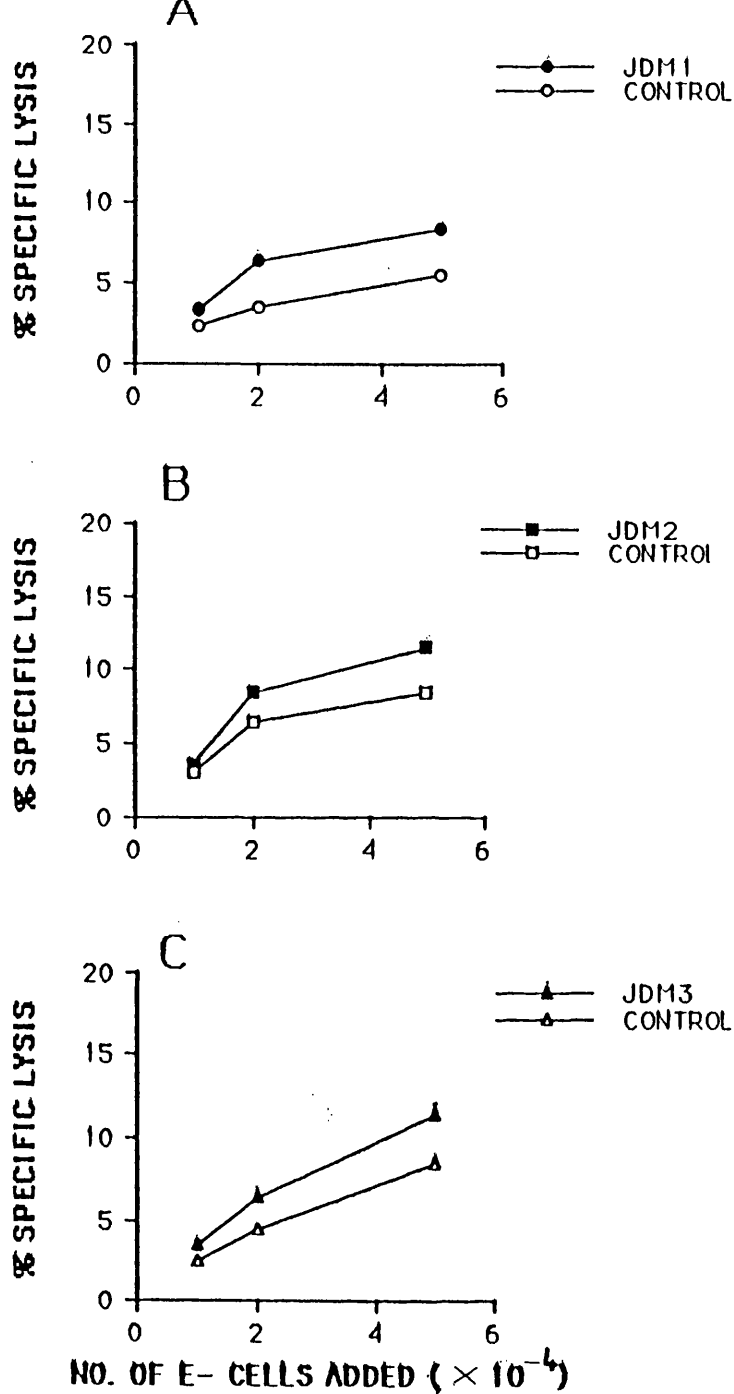 A
% SPECIFIC LYSIS
20
15
10
5
0
0 2 4 6
JDM1
CONTROL
B
% SPECIFIC LYSIS
20
15
10
5
0
0 2 4 6
JDM2
CONTROL
C
% SPECIFIC LYSIS
20
15
10
5
0
0 2 4 6
JDM3
CONTROL
NO. OF E- CELLS ADDED (× 10⁻⁴)